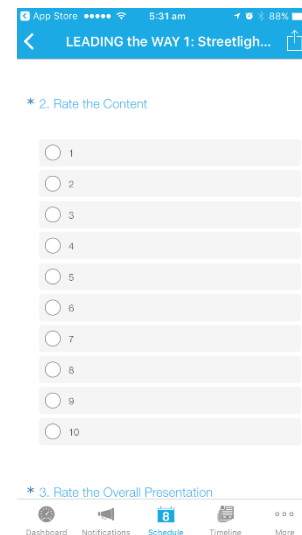 App Store 5:31 am 88%
LEADING the WAY 1: Streetligh...
* 2. Rate the Content
1
2
3
4
5
6
7
8
9
10
* 3. Rate the Overall Presentation
8
Dashboard Notifications Schedule Timeline More